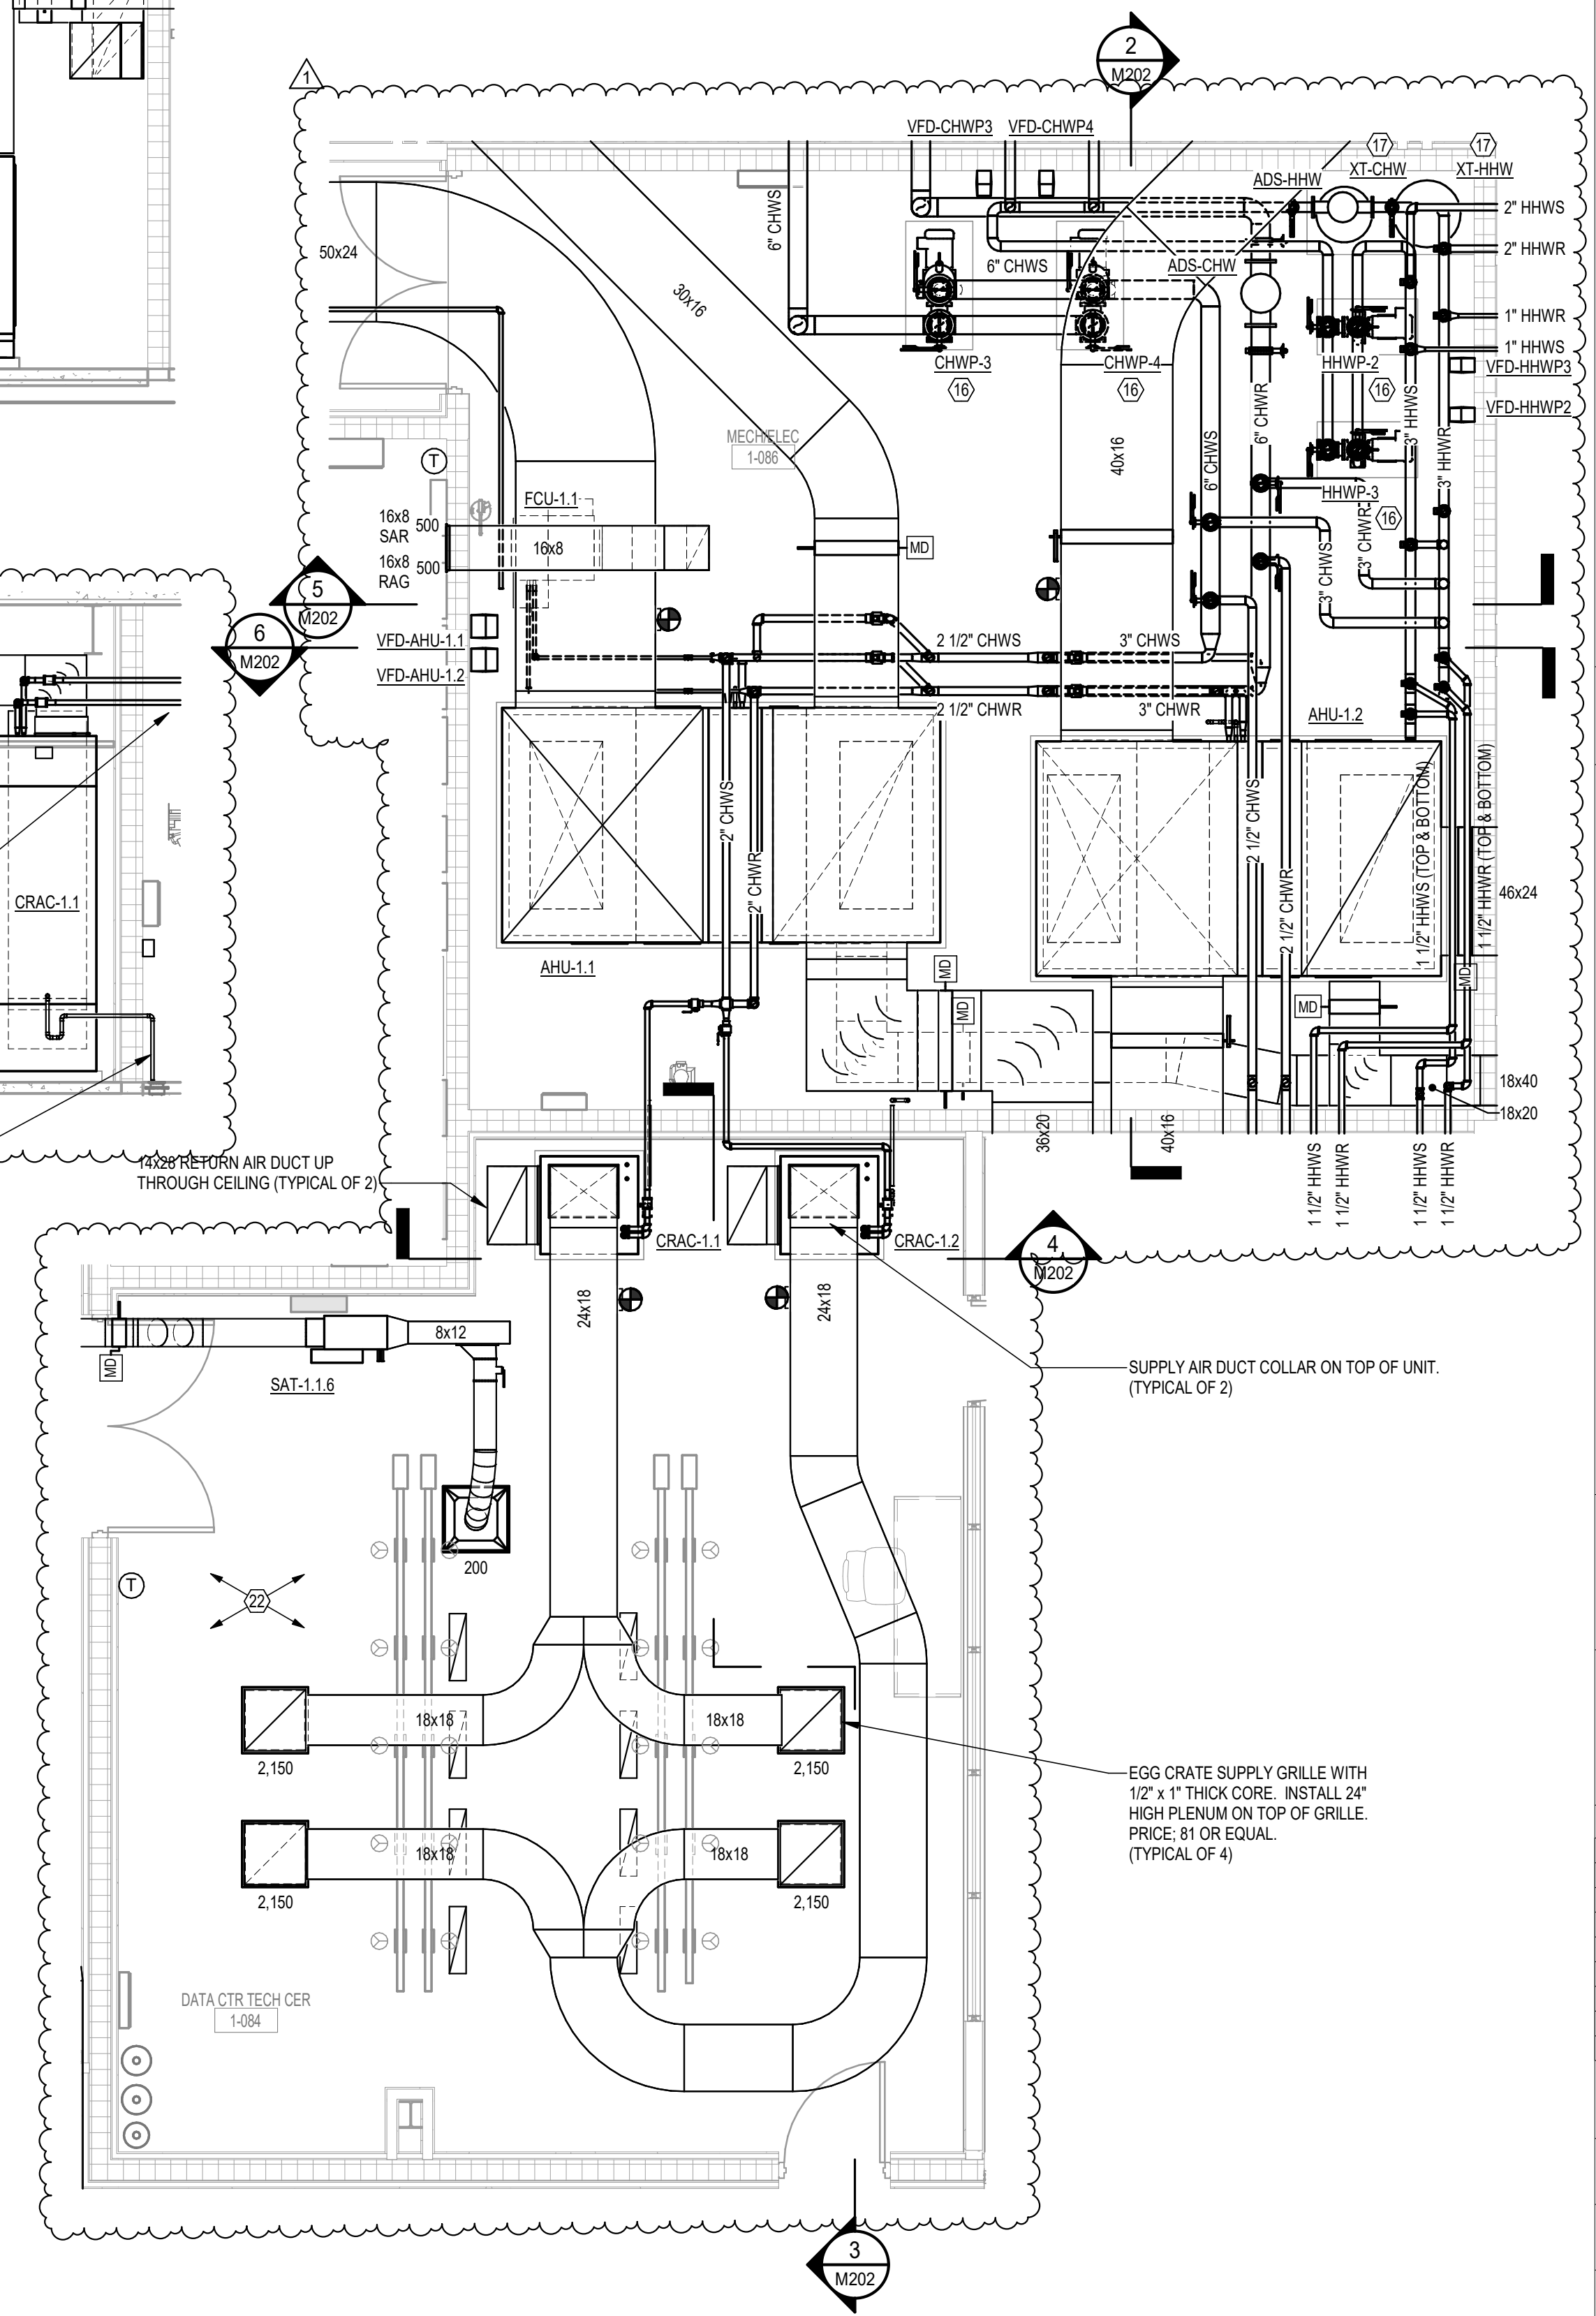 2
M202
1
VFD-CHWP3
VFD-CHWP4
17
17
XT-CHW
XT-HHW
ADS-HHW
2" HHWS
2" HHWR
6" CHWS
50x24
6" CHWS
ADS-CHW
30x16
1" HHWR
1" HHWS
CHWP-3
CHWP-4
HHWP-2
VFD-HHWP3
16
16
16
VFD-HHWP2
3" HHWS
6" CHWR
MECH/ELEC
1-086
40x16
6" CHWS
3" HHWR
T
HHWP-3
16
FCU-1.1
16x8
SAR
500
16x8
RAG
500
16x8
MD
3" CHWR
3" CHWS
5
M202
6
M202
VFD-AHU-1.1
VFD-AHU-1.2
2 1/2" CHWS
3" CHWS
2 1/2" CHWR
3" CHWR
AHU-1.2
2" CHWS
2" CHWR
2 1/2" CHWS
2 1/2" CHWR
1 1/2" HHWS (TOP & BOTTOM)
1 1/2" HHWR (TOP & BOTTOM)
46x24
CRAC-1.1
AHU-1.1
MD
MD
MD
MD
18x40
18x20
36x20
40x16
1 1/2" HHWS
1 1/2" HHWR
1 1/2" HHWS
1 1/2" HHWR
14x28 RETURN AIR DUCT UP
THROUGH CEILING (TYPICAL OF 2)
CRAC-1.1
CRAC-1.2
4
M202
24x18
24x18
8x12
MD
SAT-1.1.6
SUPPLY AIR DUCT COLLAR ON TOP OF UNIT.
(TYPICAL OF 2)
200
T
22
18x18
18x18
2,150
2,150
EGG CRATE SUPPLY GRILLE WITH
1/2" x 1" THICK CORE. INSTALL 24"
HIGH PLENUM ON TOP OF GRILLE.
PRICE; 81 OR EQUAL.
(TYPICAL OF 4)
18x18
18x18
2,150
2,150
DATA CTR TECH CER
1-084
3
M202